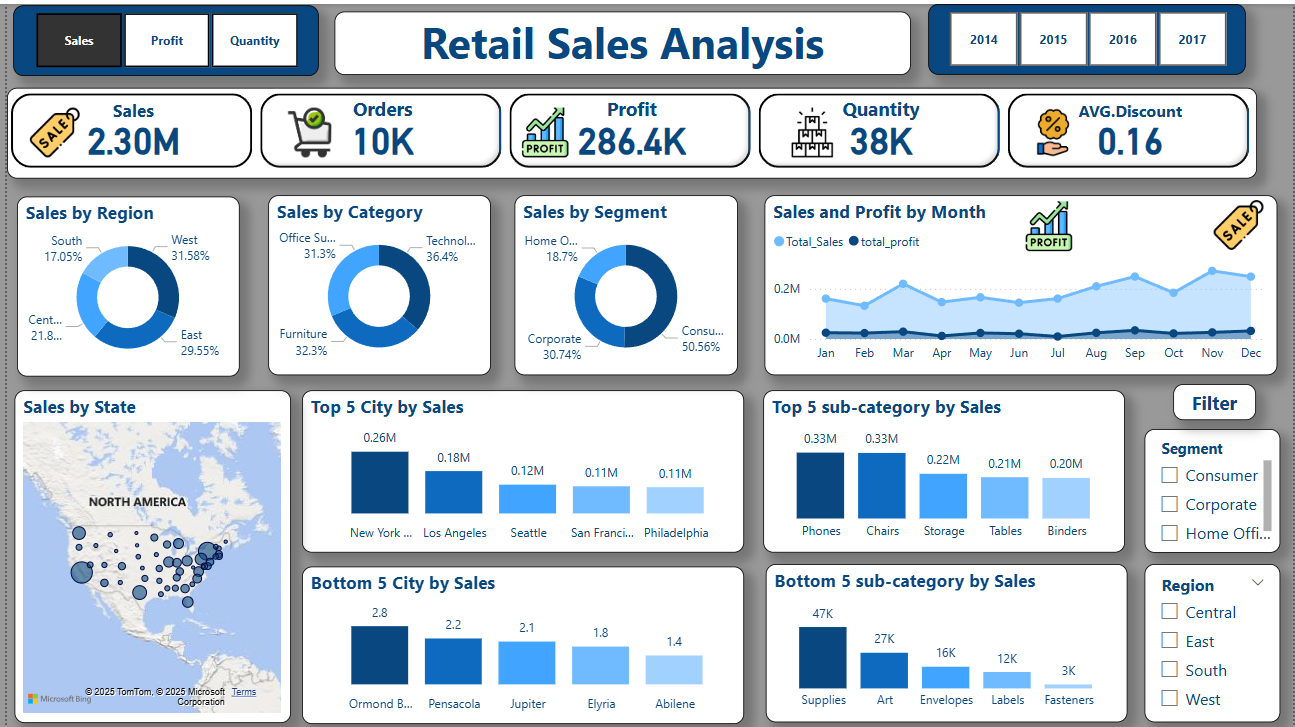 Sales
Profit
Quantity
Retail Sales Analysis
2014
2015
2016
2017
SALE
Sales
2.30M
Orders
10K
PROFIT
Profit
286.4K
Quantity
38K
AVG.Discount
0.16
Sales by Region
South
17.05%
West
31.58%
Cent...
21.8...
East
29.55%
Sales by Category
Office Su...
31.3%
Technol...
36.4%
Furniture
32.3%
Sales by Segment
Home O...
18.7%
Corporate
30.74%
Consu...
50.56%
Sales and Profit by Month
PROFIT
SALE
Total_Sales total_profit
0.2M
0.0M
Jan Feb Mar Apr May Jun Jul Aug Sep Oct Nov Dec
Sales by State
NORTH AMERICA
© 2025 TomTom, © 2025 Microsoft Terms
Corporation
Microsoft Bing
Top 5 City by Sales
0.26M 0.18M 0.12M 0.11M 0.11M
New York ... Los Angeles Seattle San Franci... Philadelphia
Top 5 sub-category by Sales
0.33M 0.33M 0.22M 0.21M 0.20M
Phones Chairs Storage Tables Binders
Bottom 5 City by Sales
2.8 2.2 2.1 1.8 1.4
Ormond B... Pensacola Jupiter Elyria Abilene
Bottom 5 sub-category by Sales
47K 27K 16K 12K 3K
Supplies Art Envelopes Labels Fasteners
Filter
Segment
Consumer
Corporate
Home Offi...
Region
Central
East
South
West